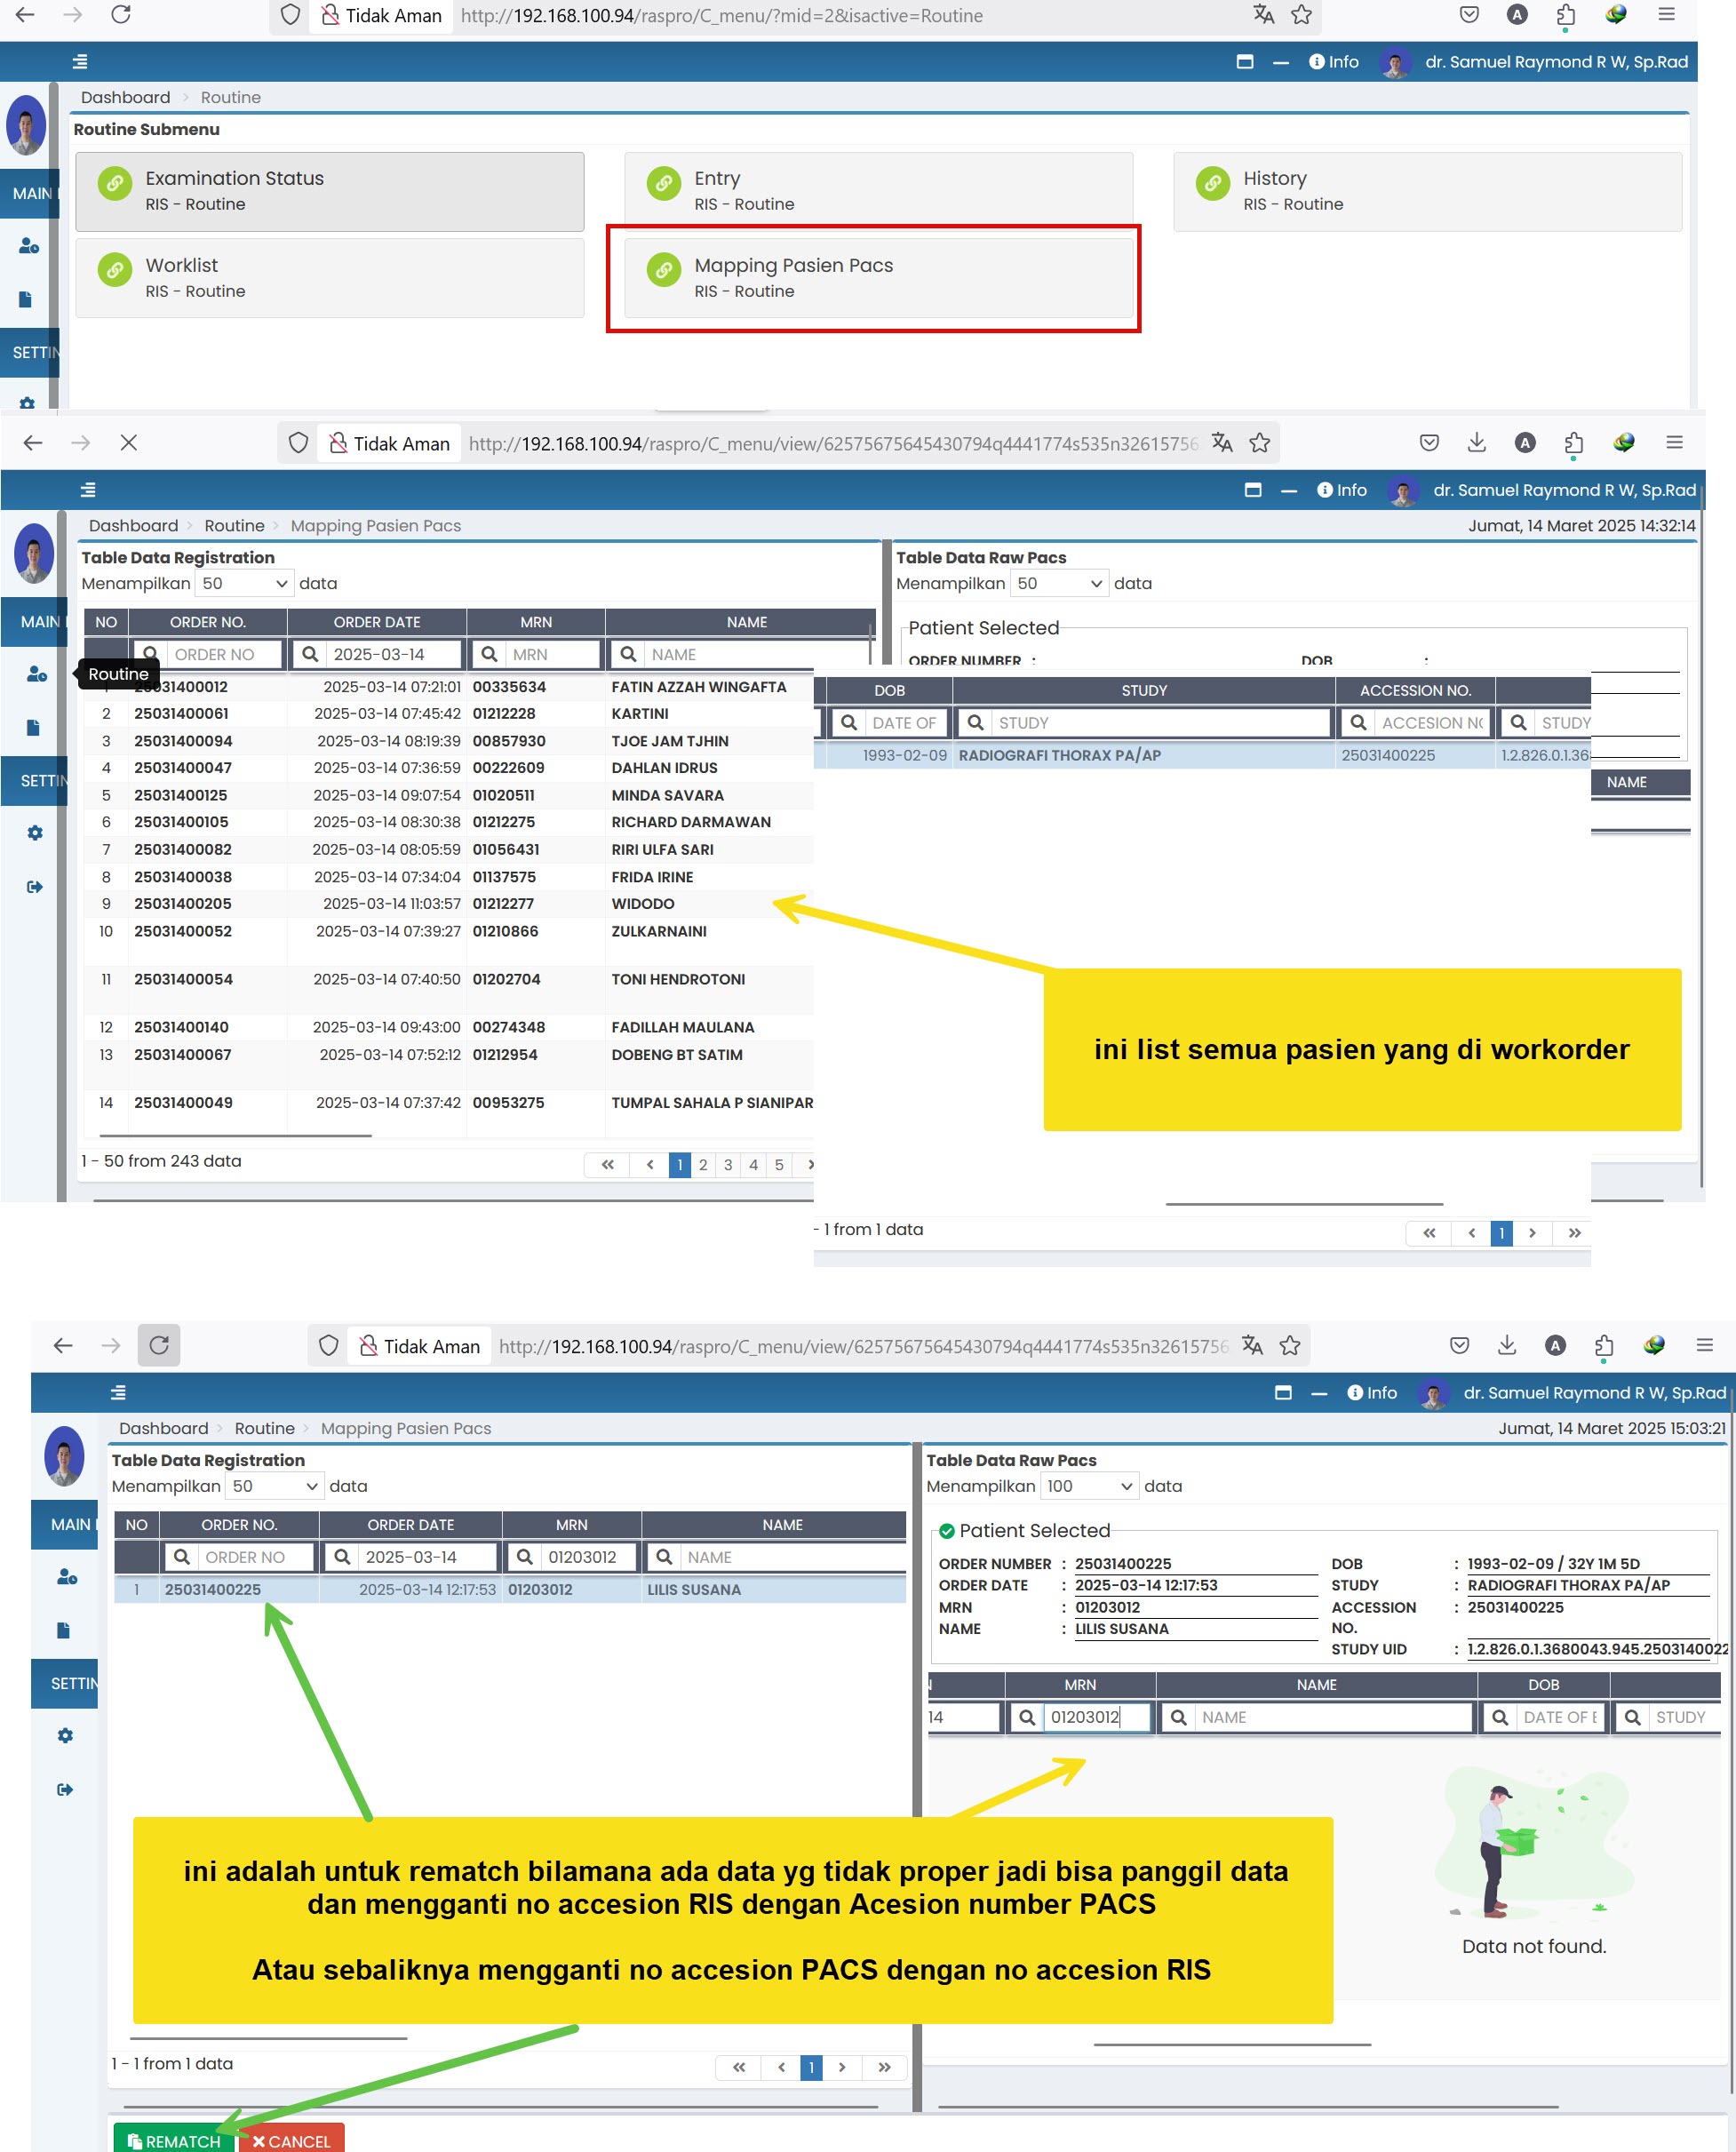 Tidak Aman http://192.168.100.94/raspro/C_menu/?mid=2&isactive=Routine A
Info dr. Samuel Raymond R W, Sp.Rad
Dashboard > Routine
Routine Submenu
MAIN
SETTIN
Examination Status
RIS - Routine
Entry
RIS - Routine
History
RIS - Routine
Worklist
RIS - Routine
Mapping Pasien Pacs
RIS - Routine
Tidak Aman http://192.168.100.94/raspro/C_menu/view/62575675645430794q4441774s535n32615756 A
Info dr. Samuel Raymond R W, Sp.Rad
Dashboard > Routine > Mapping Pasien Pacs
Jumat, 14 Maret 2025 14:32:14
MAIN
Routine
SETTIN
Table Data Registration
Menampilkan 50 data
NO ORDER NO. ORDER DATE MRN NAME
ORDER NO 2025-03-14 MRN NAME
1 25031400012 2025-03-14 07:21:01 00335634 FATIN AZZAH WINGAFTA
2 25031400061 2025-03-14 07:45:42 01212228 KARTINI
3 25031400094 2025-03-14 08:19:39 00857930 TJOE JAM TJHIN
4 25031400047 2025-03-14 07:36:59 00222609 DAHLAN IDRUS
5 25031400125 2025-03-14 09:07:54 01020511 MINDA SAVARA
6 25031400105 2025-03-14 08:30:38 01212275 RICHARD DARMAWAN
7 25031400082 2025-03-14 08:05:59 01056431 RIRI ULFA SARI
8 25031400038 2025-03-14 07:34:04 01137575 FRIDA IRINE
9 25031400205 2025-03-14 11:03:57 01212277 WIDODO
10 25031400052 2025-03-14 07:39:27 01210866 ZULKARNAINI
11 25031400054 2025-03-14 07:40:50 01202704 TONI HENDROTONI
12 25031400140 2025-03-14 09:43:00 00274348 FADILLAH MAULANA
13 25031400067 2025-03-14 07:52:12 01212954 DOBENG BT SATIM
14 25031400049 2025-03-14 07:37:42 00953275 TUMPAL SAHALA P SIANIPAR
1 - 50 from 243 data
« ‹ 1 2 3 4 5 ›
Table Data Raw Pacs
Menampilkan 50 data
Patient Selected
ORDER NUMBER : DOB :
DOB STUDY ACCESSION NO.
DATE OF STUDY ACCESION N STUDY
1993-02-09 RADIOGRAFI THORAX PA/AP 25031400225 1.2.826.0.1.36
NAME
ini list semua pasien yang di workorder
- 1 from 1 data
« ‹ 1 › »
Tidak Aman http://192.168.100.94/raspro/C_menu/view/62575675645430794q4441774s535n32615756 A
Info dr. Samuel Raymond R W, Sp.Rad
Dashboard > Routine > Mapping Pasien Pacs
Jumat, 14 Maret 2025 15:03:21
MAIN
SETTIN
Table Data Registration
Menampilkan 50 data
NO ORDER NO. ORDER DATE MRN NAME
ORDER NO 2025-03-14 01203012 NAME
1 25031400225 2025-03-14 12:17:53 01203012 LILIS SUSANA
Table Data Raw Pacs
Menampilkan 100 data
Patient Selected
ORDER NUMBER : 25031400225 DOB : 1993-02-09 / 32Y 1M 5D
ORDER DATE : 2025-03-14 12:17:53 STUDY : RADIOGRAFI THORAX PA/AP
MRN : 01203012 ACCESSION NO. : 25031400225
NAME : LILIS SUSANA
STUDY UID : 1.2.826.0.1.3680043.945.2503140022
MRN NAME DOB
14 01203012 NAME DATE OF STUDY
Data not found.
ini adalah untuk rematch bilamana ada data yg tidak proper jadi bisa panggil data
dan mengganti no accesion RIS dengan Acesion number PACS
Atau sebaliknya mengganti no accesion PACS dengan no accesion RIS
1 - 1 from 1 data
« ‹ 1 › »
REMATCH CANCEL